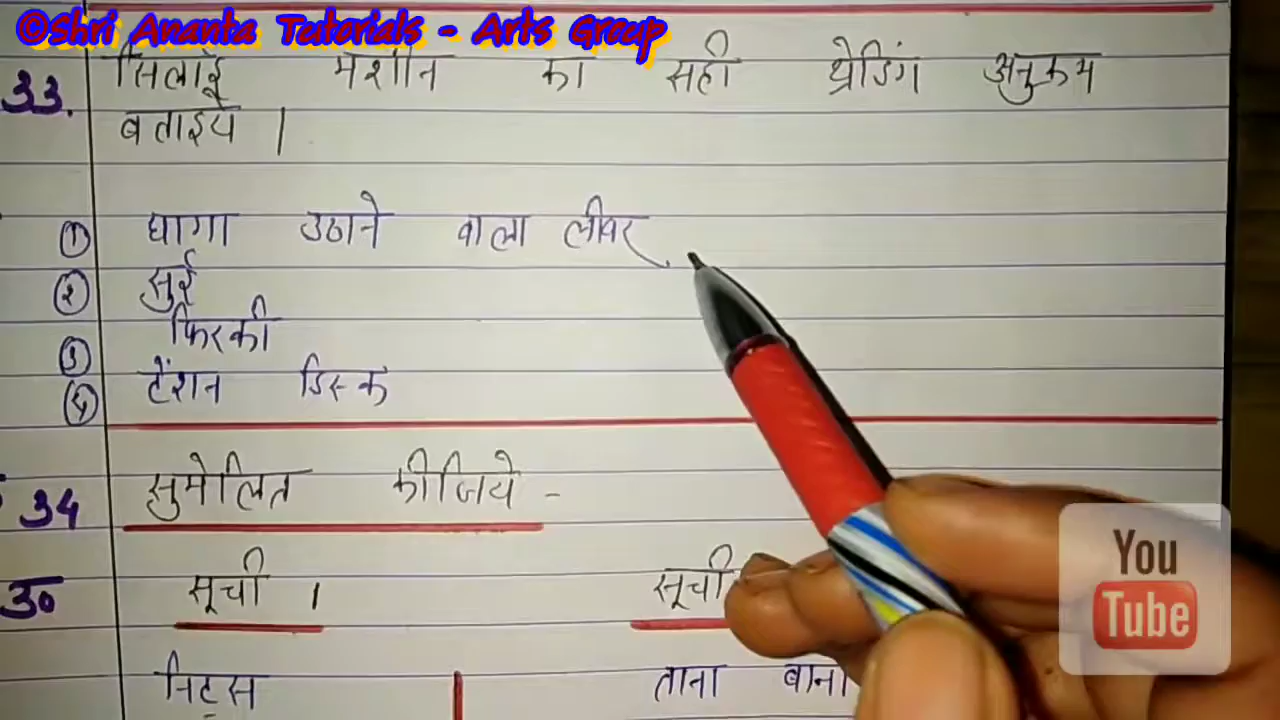 ©Shri Ananta Tutorials - Arts Group
33. सिलाई मशीन का सही थ्रेडिंग अनुक्रम
बताइये ।
① धागा उठाने वाला लीवर
② सुई
③ फिरकी
④ टेंशन डिस्क
34 सुमेलित कीजिये -
उ० सूची । सूची
निट्स ताना बाना
You
Tube